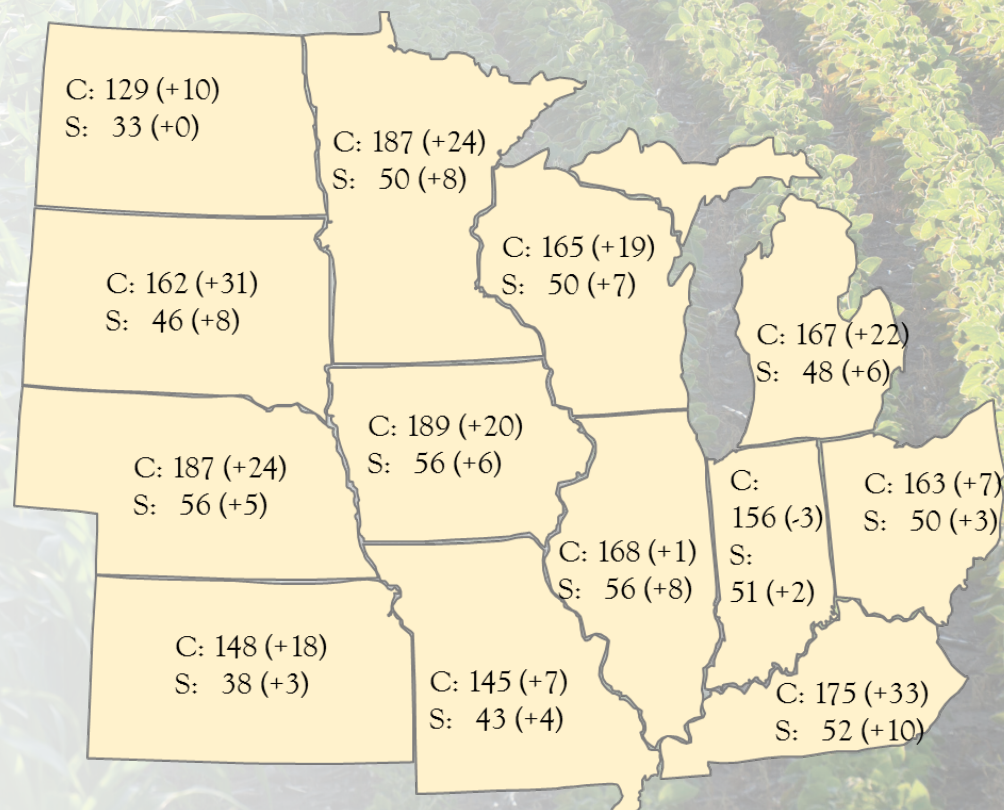 C: 129 (+10)
S: 33 (+0)
C: 187 (+24)
S: 50 (+8)
C: 165 (+19)
S: 50 (+7)
C: 162 (+31)
S: 46 (+8)
C: 167 (+22)
S: 48 (+6)
C: 189 (+20)
S: 56 (+6)
C: 187 (+24)
S: 56 (+5)
C: 168 (+1)
S: 56 (+8)
C:
156 (-3)
S:
51 (+2)
C: 163 (+7)
S: 50 (+3)
C: 148 (+18)
S: 38 (+3)
C: 145 (+7)
S: 43 (+4)
C: 175 (+33)
S: 52 (+10)